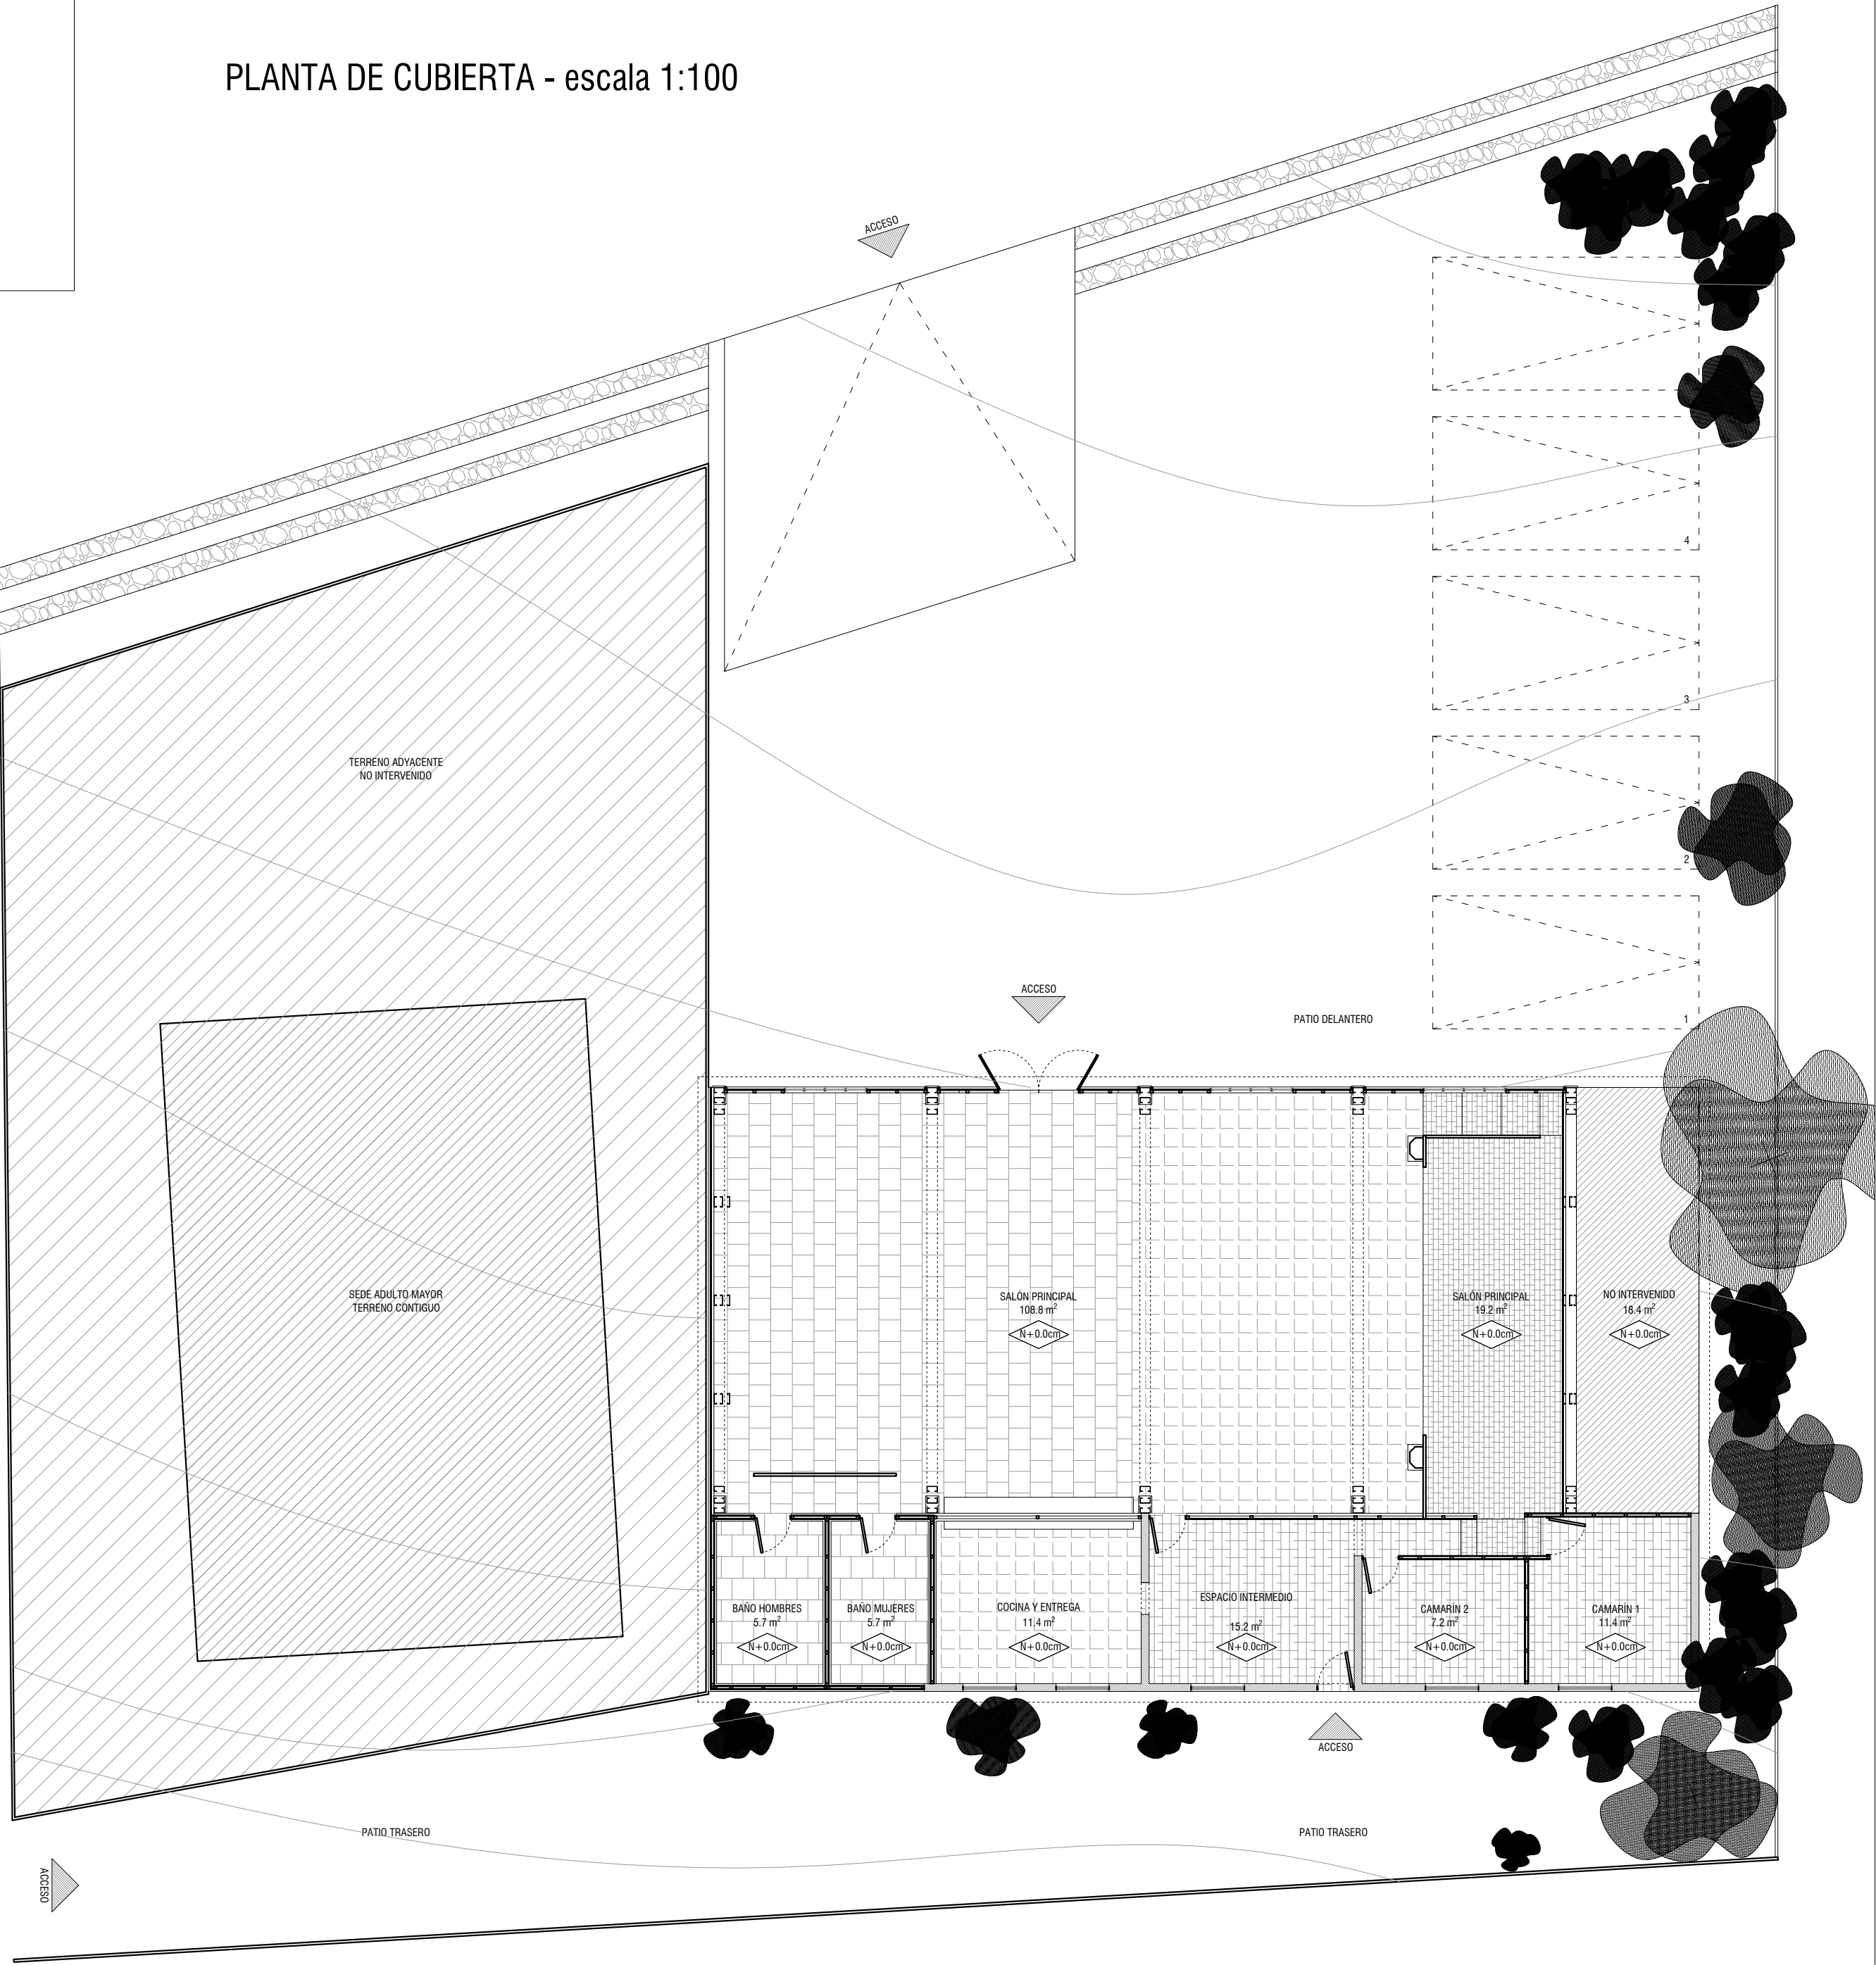 PLANTA DE CUBIERTA - escala 1:100
ACCESO
4
3
TERRENO ADYACENTE
NO INTERVENIDO
2
ACCESO
PATIO DELANTERO
1
SEDE ADULTO MAYOR
TERRENO CONTIGUO
SALÓN PRINCIPAL
108.8 m²
N+0.0cm
SALÓN PRINCIPAL
19.2 m²
N+0.0cm
NO INTERVENIDO
18.4 m²
N+0.0cm
BAÑO HOMBRES
5.7 m²
N+0.0cm
BAÑO MUJERES
5.7 m²
N+0.0cm
COCINA Y ENTREGA
11.4 m²
N+0.0cm
ESPACIO INTERMEDIO
15.2 m²
N+0.0cm
CAMARÍN 2
7.2 m²
N+0.0cm
CAMARÍN 1
11.4 m²
N+0.0cm
ACCESO
PATIO TRASERO
PATIO TRASERO
ACCESO